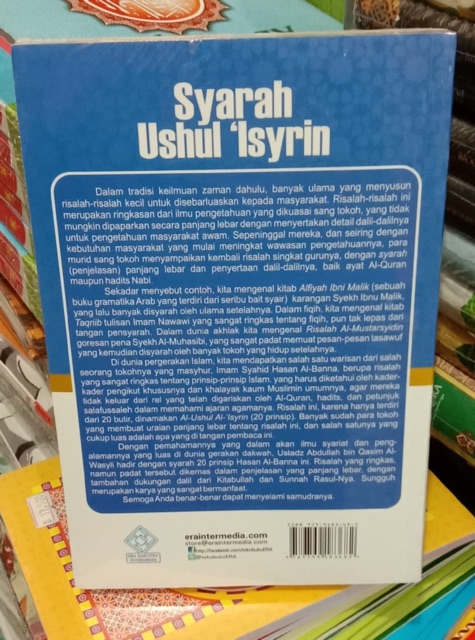 Syarah
Ushul 'Isyrin
Dalam tradisi keilmuan zaman dahulu, banyak ulama yang menyusun
risalah-risalah kecil untuk disebarluaskan kepada masyarakat. Risalah-risalah ini
merupakan ringkasan dari ilmu pengetahuan yang dikuasai sang tokoh, yang tidak
mungkin dipaparkan secara panjang lebar dengan menyertakan detail dalil-dalilnya
untuk pengetahuan masyarakat awam. Sepeninggal mereka, dan seiring dengan
kebutuhan masyarakat yang mulai meningkat wawasan pengetahuannya, para
murid sang tokoh menyampaikan kembali risalah singkat gurunya, dengan syarah
(penjelasan) panjang lebar dan penyertaan dalil-dalilnya, baik ayat Al-Quran
maupun hadits Nabi.
Sekadar menyebut contoh, kita mengenal kitab Alfiyah Ibni Malik (sebuah
buku gramatika Arab yang terdiri dari seribu bait syair) karangan Syekh Ibnu Malik,
yang lalu banyak disyarah oleh ulama setelahnya. Dalam fiqih, kita mengenal kitab
Taqriib tulisan Imam Nawawi yang sangat ringkas tentang fiqih, pun tak lepas dari
tangan pensyarah. Dalam dunia akhlak kita mengenal Risalah Al-Mustarsyidin
goresan pena Syekh Al-Muhasibi, yang sangat padat memuat pesan-pesan tasawuf
yang kemudian disyarah oleh banyak tokoh yang hidup setelahnya.
Di dunia pergerakan Islam, kita mendapatkan salah satu warisan dari salah
seorang tokohnya yang masyhur, Imam Syahid Hasan Al-Banna, berupa risalah
yang sangat ringkas tentang prinsip-prinsip Islam, yang harus diketahui oleh kader-
kader pengikut khususnya dan khalayak kaum Muslimin umumnya, agar mereka
tidak keluar dari rel yang telah digariskan oleh Al-Quran, hadits, dan petunjuk
salafussaleh dalam memahami ajaran agamanya. Risalah ini, karena hanya terdiri
dari 20 butir, dinamakan Al-Ushul Al-'Isyrin (20 prinsip). Banyak sudah para tokoh
yang membuat uraian panjang lebar tentang risalah ini, dan salah satunya yang
cukup luas adalah apa yang di tangan pembaca ini.
Dengan pemahamannya yang dalam akan ilmu syariat dan peng-
alamannya yang luas di dunia gerakan dakwah, Ustadz Abdullah bin Qasim Al-
Wasyli hadir dengan syarah 20 prinsip Hasan Al-Banna ini. Risalah yang ringkas,
namun padat tersebut dikemas dalam penjelasan yang panjang lebar, dengan
tambahan dukungan dalil dari Kitabullah dan Sunnah Rasul-Nya. Sungguh
merupakan karya yang sangat bermanfaat.
Semoga Anda benar-benar dapat menyelami samudranya.
ERA ADICITRA
INTERMEDIA
eraintermedia.com
store@eraintermedia.com